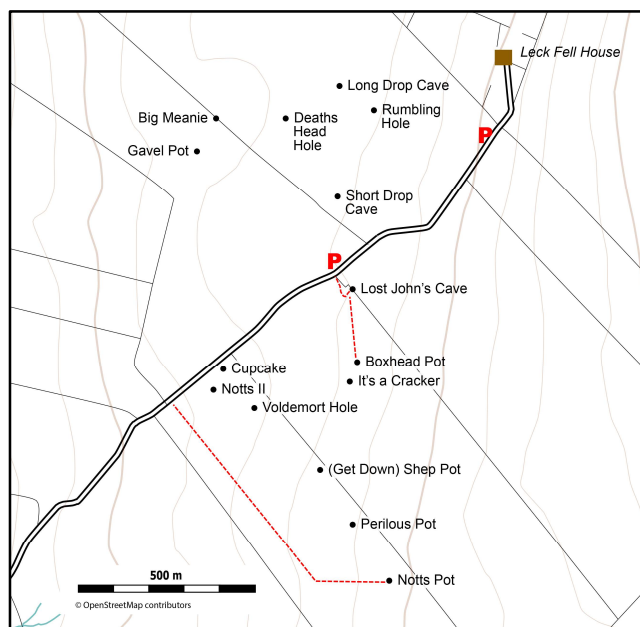 Leck Fell House
Long Drop Cave
Rumbling
Hole
Big Meanie
Deaths
Head
Hole
P
Gavel Pot
Short Drop
Cave
P
Lost John's Cave
Boxhead Pot
Cupcake
It's a Cracker
Notts II
Voldemort Hole
(Get Down) Shep Pot
Perilous Pot
500 m
Notts Pot
© OpenStreetMap contributors